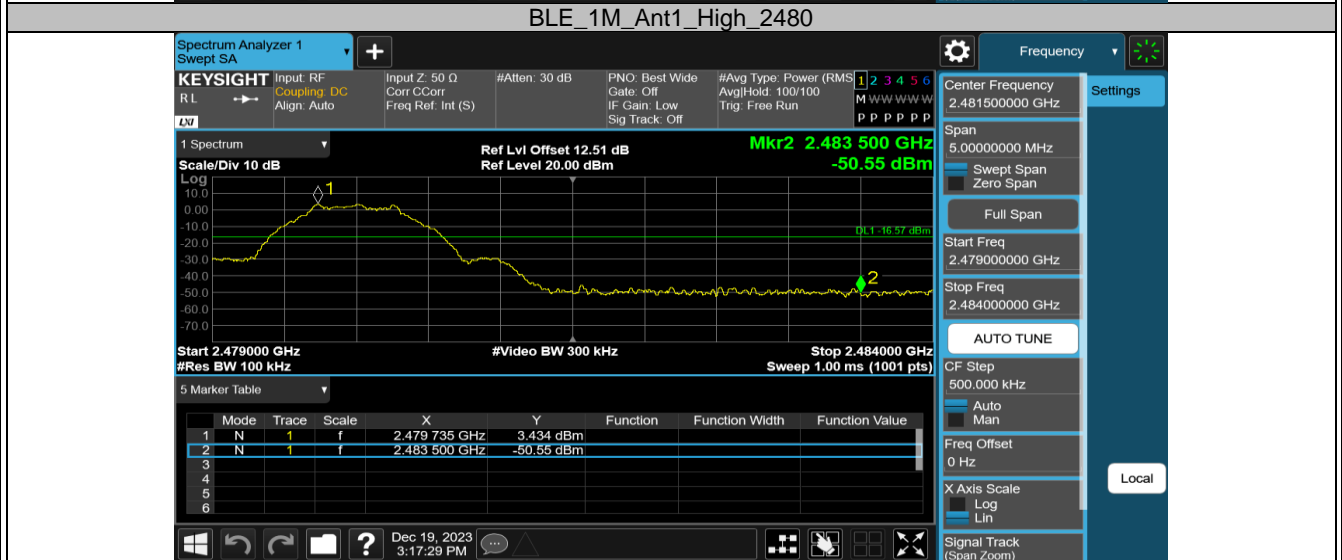 BLE_1M_Ant1_High_2480
Spectrum Analyzer 1
Swept SA
Frequency
KEYSIGHT
R L
LXI
Input: RF
Coupling: DC
Align: Auto
Input Z: 50 Ω
Corr CCorr
Freq Ref: Int (S)
#Atten: 30 dB
PNO: Best Wide
Gate: Off
IF Gain: Low
Sig Track: Off
#Avg Type: Power (RMS
Avg|Hold: 100/100
Trig: Free Run
1 2 3 4 5 6
M W W W W W
P P P P P P
Settings
Center Frequency
2.481500000 GHz
Span
5.00000000 MHz
Swept Span
Zero Span
Full Span
Start Freq
2.479000000 GHz
Stop Freq
2.484000000 GHz
AUTO TUNE
CF Step
500.000 kHz
Auto
Man
Freq Offset
0 Hz
X Axis Scale
Log
Lin
Signal Track
(Span Zoom)
Local
1 Spectrum
Scale/Div 10 dB
Ref Lvl Offset 12.51 dB
Ref Level 20.00 dBm
Mkr2 2.483 500 GHz
-50.55 dBm
Log
10.0
0.00
-10.0
-20.0
-30.0
-40.0
-50.0
-60.0
-70.0
1
DL1 -16.57 dBm
2
Start 2.479000 GHz
#Res BW 100 kHz
#Video BW 300 kHz
Stop 2.484000 GHz
Sweep 1.00 ms (1001 pts)
5 Marker Table
Mode Trace Scale X Y Function Function Width Function Value
1 N 1 f 2.479 735 GHz 3.434 dBm
2 N 1 f 2.483 500 GHz -50.55 dBm
3
4
5
6
?
Dec 19, 2023
3:17:29 PM